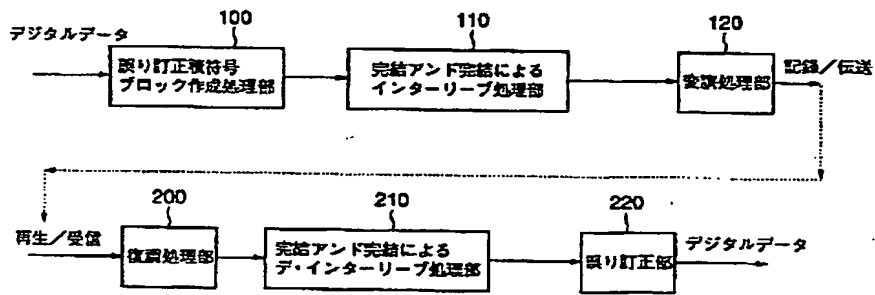 100
110
120
デジタルデータ
誤り訂正積符号
ブロック作成処理部
完結アンド完結による
インターリーブ処理部
変調処理部
記録/伝送
200
210
220
再生/受信
復調処理部
完結アンド完結による
デ・インターリーブ処理部
誤り訂正部
デジタルデータ